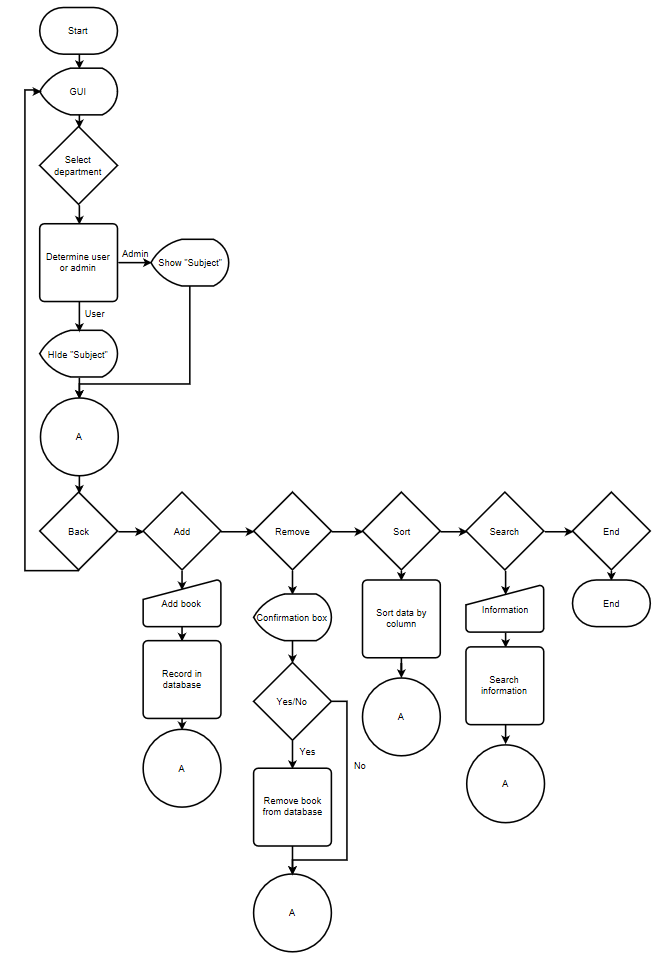 Start
GUI
Select
department
Determine user
or admin
Admin
Show "Subject"
User
HIde "Subject"
A
Back
Add
Remove
Sort
Search
End
Add book
Record in
database
A
Confirmation box
Yes/No
Yes
No
Remove book
from database
A
Sort data by
column
A
Information
Search
information
A
End